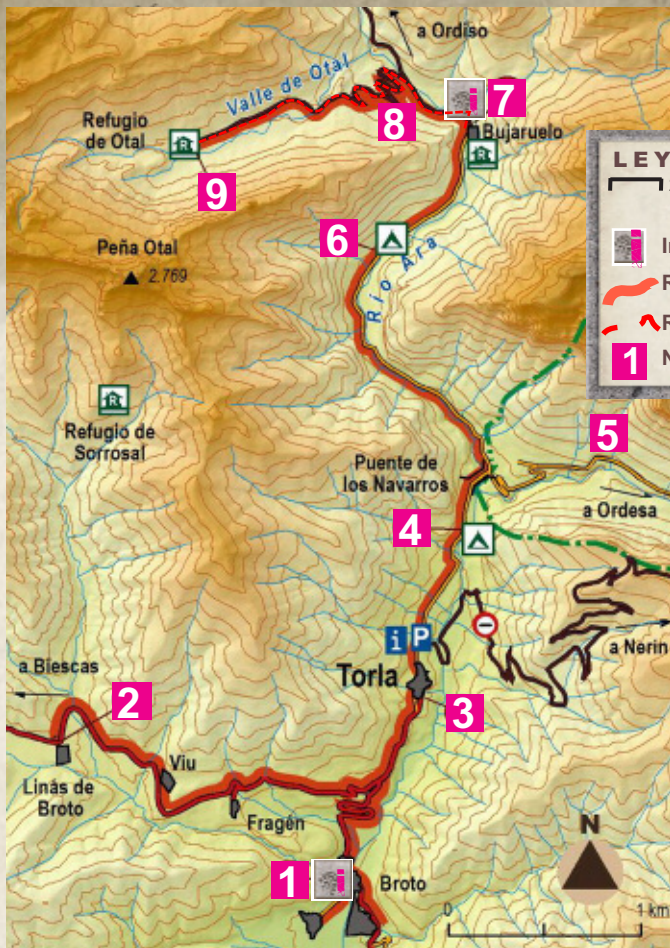 a Ordiso
Valle de Otal
7
Refugio
de Otal
8
Bujaruelo
9
LEY
6
Río Ara
Peña Otal
2.769
1
N
5
Refugio de
Sorrosal
Puente de
los Navarros
a Ordesa
4
i P
a Nerín
Torla
a Biescas
2
3
Viu
Linás de
Broto
Fragén
N
1
Broto
0
1 km